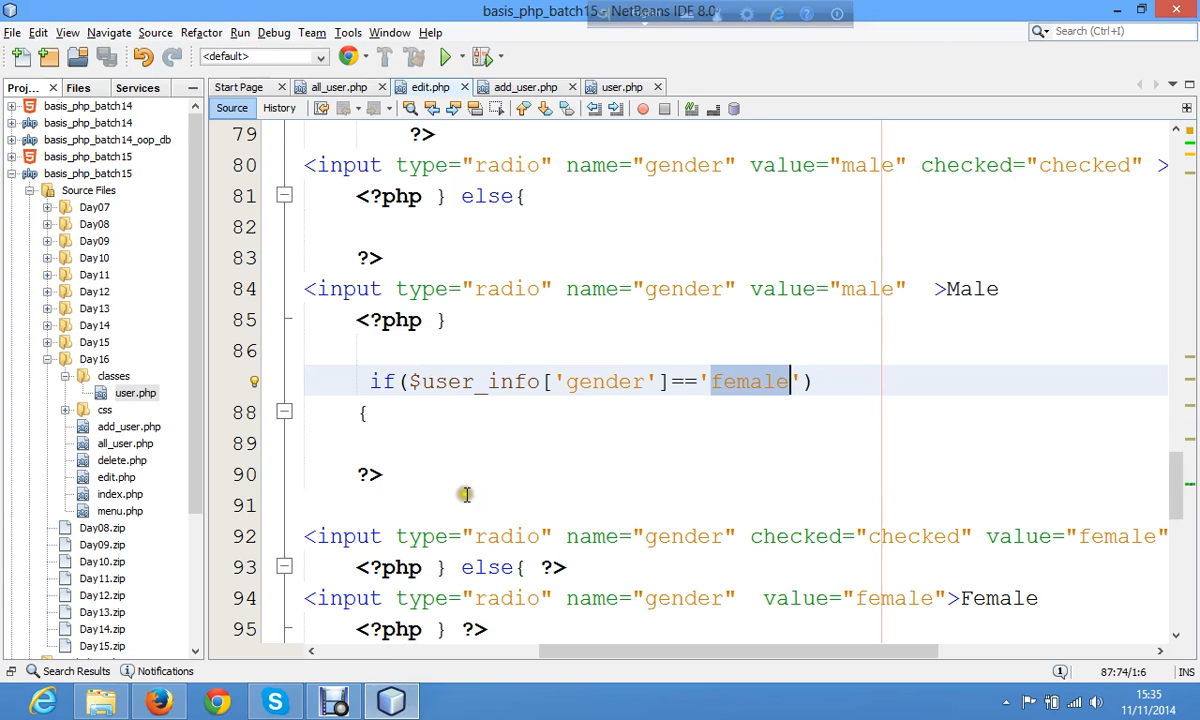 basis_php_batch15 - NetBeans IDE 8.0
File Edit View Navigate Source Refactor Run Debug Team Tools Window Help
Search (Ctrl+I)
<default>
Proj... Files Services
Start Page all_user.php edit.php add_user.php user.php
Source History
basis_php_batch14
basis_php_batch14
basis_php_batch14_oop_db
basis_php_batch15
basis_php_batch15
Source Files
Day07
Day08
Day09
Day10
Day11
Day12
Day13
Day14
Day15
Day16
classes
user.php
css
add_user.php
all_user.php
delete.php
edit.php
index.php
menu.php
Day08.zip
Day09.zip
Day10.zip
Day11.zip
Day12.zip
Day13.zip
Day14.zip
Day15.zip
79 ?>
80 <input type="radio" name="gender" value="male" checked="checked" >
81 <?php } else{
82
83 ?>
84 <input type="radio" name="gender" value="male" >Male
85 <?php }
86
if($user_info['gender']=='female')
88 {
89
90 ?>
91
92 <input type="radio" name="gender" checked="checked" value="female"
93 <?php } else{ ?>
94 <input type="radio" name="gender" value="female">Female
95 <?php } ?>
Search Results Notifications
87:74/1:6 INS
15:35
11/11/2014